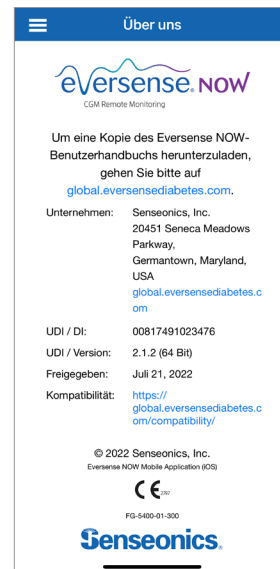 Über uns
eversense. NOW
CGM Remote Monitoring
Um eine Kopie des Eversense NOW-
Benutzerhandbuchs herunterzuladen,
gehen Sie bitte auf
global.eversensediabetes.com.
Unternehmen: Senseonics, Inc.
20451 Seneca Meadows
Parkway,
Germantown, Maryland,
USA
global.eversensediabetes.c
om
UDI / DI: 00817491023476
UDI / Version: 2.1.2 (64 Bit)
Freigegeben: Juli 21, 2022
Kompatibilität: https://
global.eversensediabetes.c
om/compatibility/
© 2022 Senseonics, Inc.
Eversense NOW Mobile Application (iOS)
CE 2797
FG-5400-01-300
Senseonics.